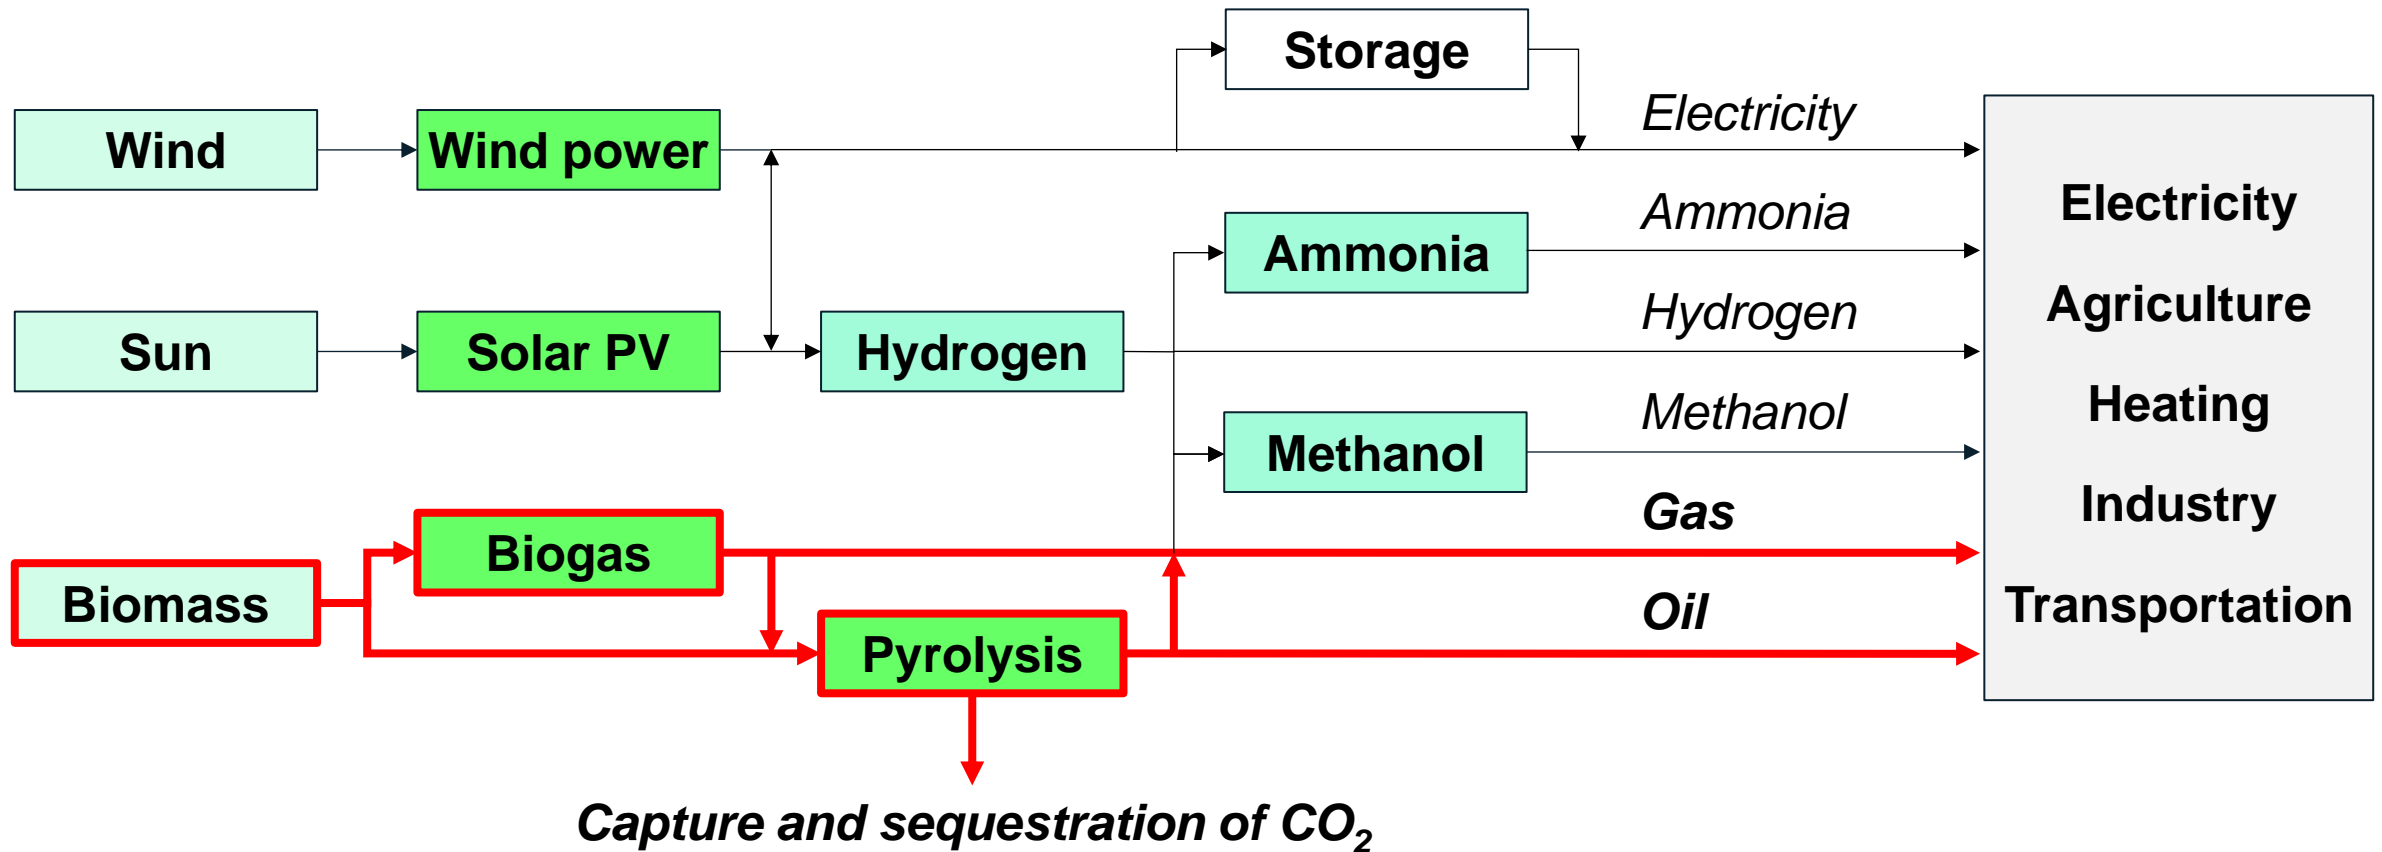 Storage
Electricity
Wind
Wind power
Ammonia
Ammonia
Hydrogen
Sun
Solar PV
Hydrogen
Methanol
Methanol
Gas
Biogas
Biomass
Oil
Pyrolysis
Capture and sequestration of CO₂
Electricity
Agriculture
Heating
Industry
Transportation